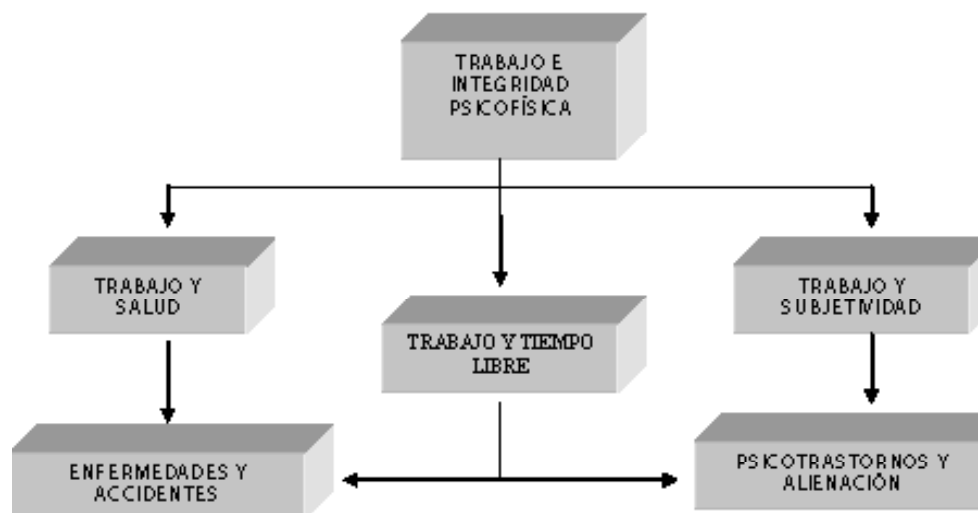 TRABAJO E
INTEGRIDAD
PSICOFÍSICA
TRABAJO Y
SALUD
TRABAJO Y TIEMPO
LIBRE
TRABAJO Y
SUBJETIVIDAD
ENFERMEDADES Y
ACCIDENTES
PSICOTRASTORNOS Y
ALIENACIÓN